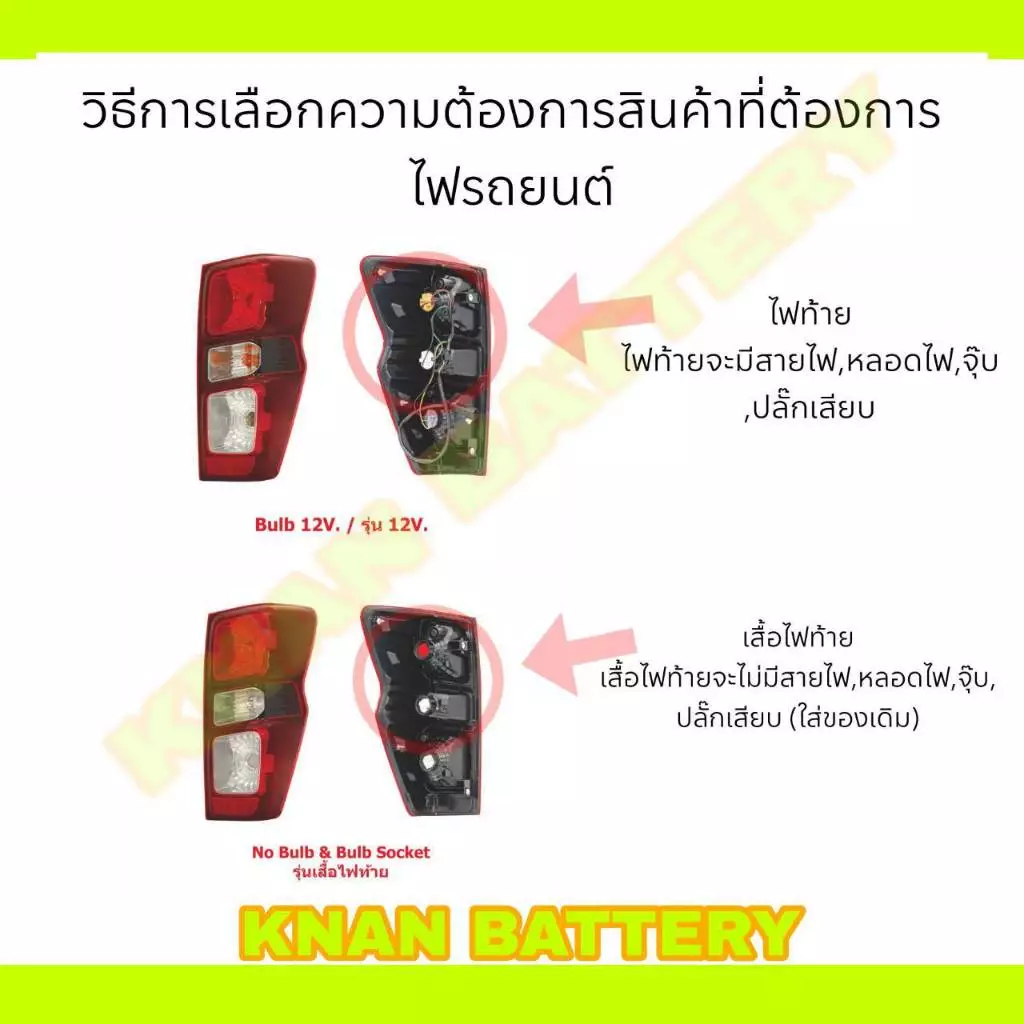 วิธีการเลือกความต้องการสินค้าที่ต้องการ
ไฟรถยนต์
ไฟท้าย
ไฟท้ายจะมีสายไฟ,หลอดไฟ,จุ๊บ
,ปลั๊กเสียบ
Bulb 12V. / รุ่น 12V.
เสื้อไฟท้าย
เสื้อไฟท้ายจะไม่มีสายไฟ,หลอดไฟ,จุ๊บ,
ปลั๊กเสียบ (ใส่ของเดิม)
No Bulb & Bulb Socket
รุ่นเสื้อไฟท้าย
KNAN BATTERY
KNAN BATTERY